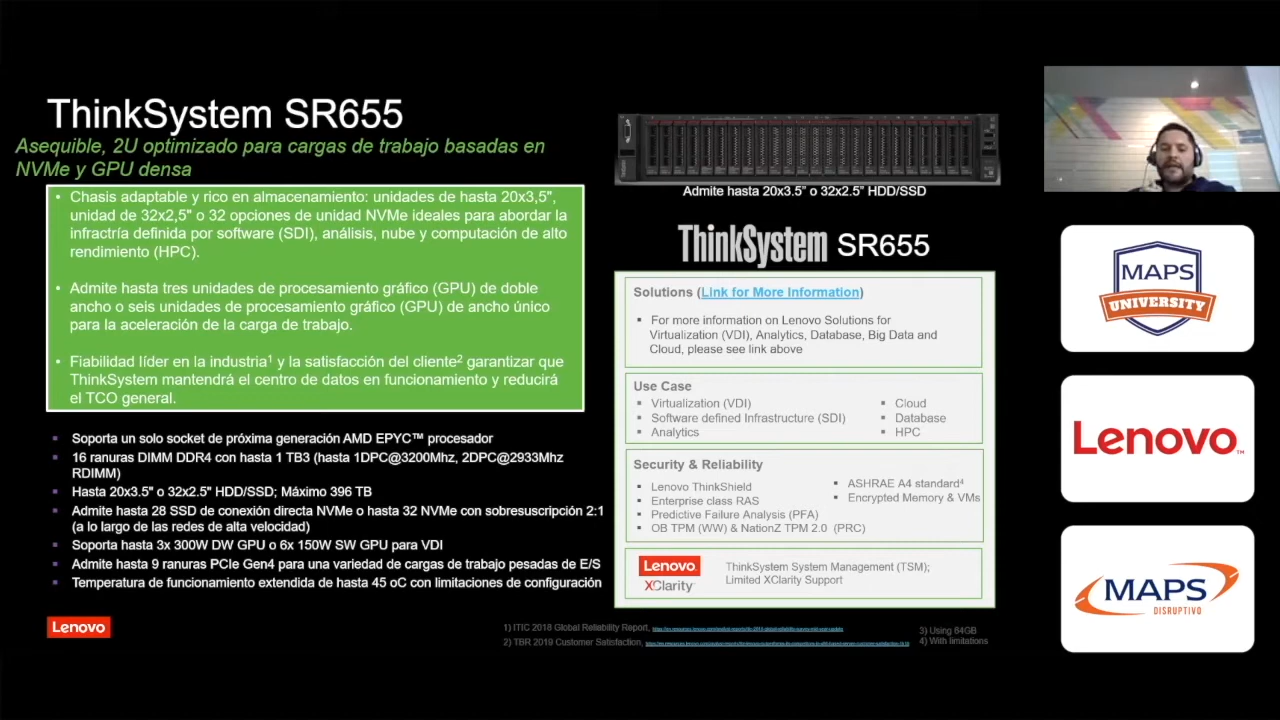 ThinkSystem SR655
Asequible, 2U optimizado para cargas de trabajo basadas en
NVMe y GPU densa
• Chasis adaptable y rico en almacenamiento: unidades de hasta 20x3,5",
unidad de 32x2,5" o 32 opciones de unidad NVMe ideales para abordar la
infractría definida por software (SDI), análisis, nube y computación de alto
rendimiento (HPC).
• Admite hasta tres unidades de procesamiento gráfico (GPU) de doble
ancho o seis unidades de procesamiento gráfico (GPU) de ancho único
para la aceleración de la carga de trabajo.
• Fiabilidad líder en la industria¹ y la satisfacción del cliente² garantizar que
ThinkSystem mantendrá el centro de datos en funcionamiento y reducirá
el TCO general.
▪ Soporta un solo socket de próxima generación AMD EPYC™ procesador
▪ 16 ranuras DIMM DDR4 con hasta 1 TB3 (hasta 1DPC@3200Mhz, 2DPC@2933Mhz
RDIMM)
▪ Hasta 20x3.5" o 32x2.5" HDD/SSD; Máximo 396 TB
▪ Admite hasta 28 SSD de conexión directa NVMe o hasta 32 NVMe con sobresuscripción 2:1
(a lo largo de las redes de alta velocidad)
▪ Soporta hasta 3x 300W DW GPU o 6x 150W SW GPU para VDI
▪ Admite hasta 9 ranuras PCIe Gen4 para una variedad de cargas de trabajo pesadas de E/S
▪ Temperatura de funcionamiento extendida de hasta 45 oC con limitaciones de configuración
Lenovo
Admite hasta 20x3.5" o 32x2.5" HDD/SSD
ThinkSystem SR655
Solutions (Link for More Information)
▪ For more information on Lenovo Solutions for
Virtualization (VDI), Analytics, Database, Big Data and
Cloud, please see link above
Use Case
▪ Virtualization (VDI)
▪ Software defined Infrastructure (SDI)
▪ Analytics
▪ Cloud
▪ Database
▪ HPC
Security & Reliability
▪ Lenovo ThinkShield
▪ Enterprise class RAS
▪ Predictive Failure Analysis (PFA)
▪ OB TPM (WW) & NationZ TPM 2.0 (PRC)
▪ ASHRAE A4 standard⁴
▪ Encrypted Memory & VMs
Lenovo
XClarity
ThinkSystem System Management (TSM);
Limited XClarity Support
1) ITIC 2018 Global Reliability Report,
2) TBR 2019 Customer Satisfaction,
3) Using 64GB
4) With limitations
MAPS
UNIVERSITY
Lenovo™
MAPS
DISRUPTIVO